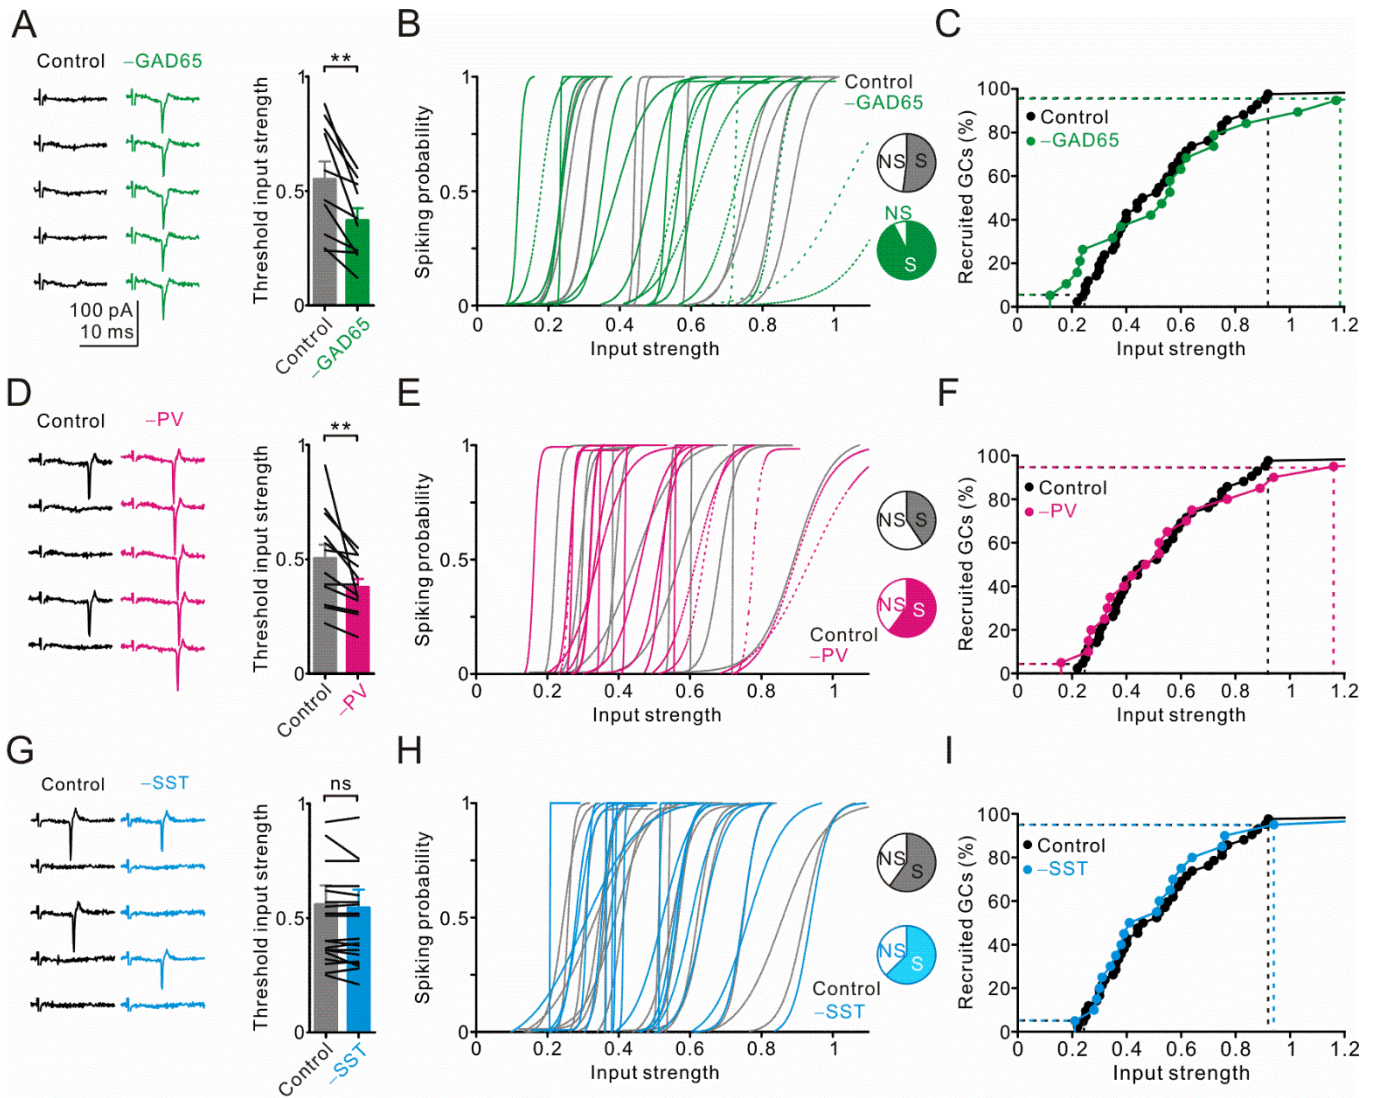 A
Control
–GAD65
100 pA
10 ms
Threshold input strength
1
0.5
0
**
Control
–GAD65
B
Spiking probability
1
0.5
0
0 0.2 0.4 0.6 0.8 1
Input strength
Control
–GAD65
NS S
NS
S
C
Recruited GCs (%)
100
80
60
40
20
0
0 0.2 0.4 0.6 0.8 1 1.2
Input strength
Control
–GAD65
D
Control
–PV
Threshold input strength
1
0.5
0
**
Control
–PV
E
Spiking probability
1
0.5
0
0 0.2 0.4 0.6 0.8 1
Input strength
NS S
NS S
Control
–PV
F
Recruited GCs (%)
100
80
60
40
20
0
0 0.2 0.4 0.6 0.8 1 1.2
Input strength
Control
–PV
G
Control
–SST
Threshold input strength
1
0.5
0
ns
Control
–SST
H
Spiking probability
1
0.5
0
0 0.2 0.4 0.6 0.8 1
Input strength
NS S
NS S
Control
–SST
I
Recruited GCs (%)
100
80
60
40
20
0
0 0.2 0.4 0.6 0.8 1 1.2
Input strength
Control
–SST